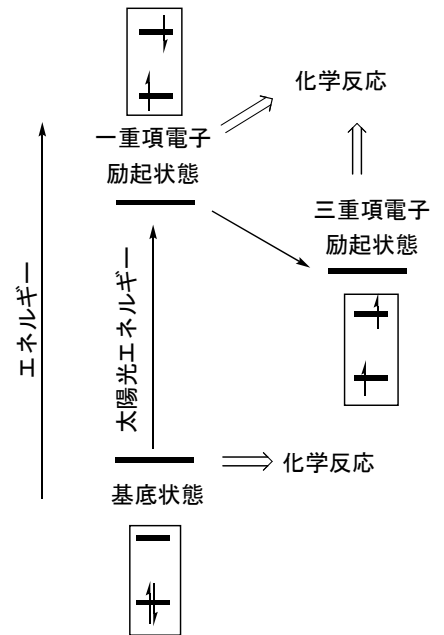 化学反応
一重項電子
励起状態
三重項電子
励起状態
エネルギー
太陽光エネルギー
化学反応
基底状態